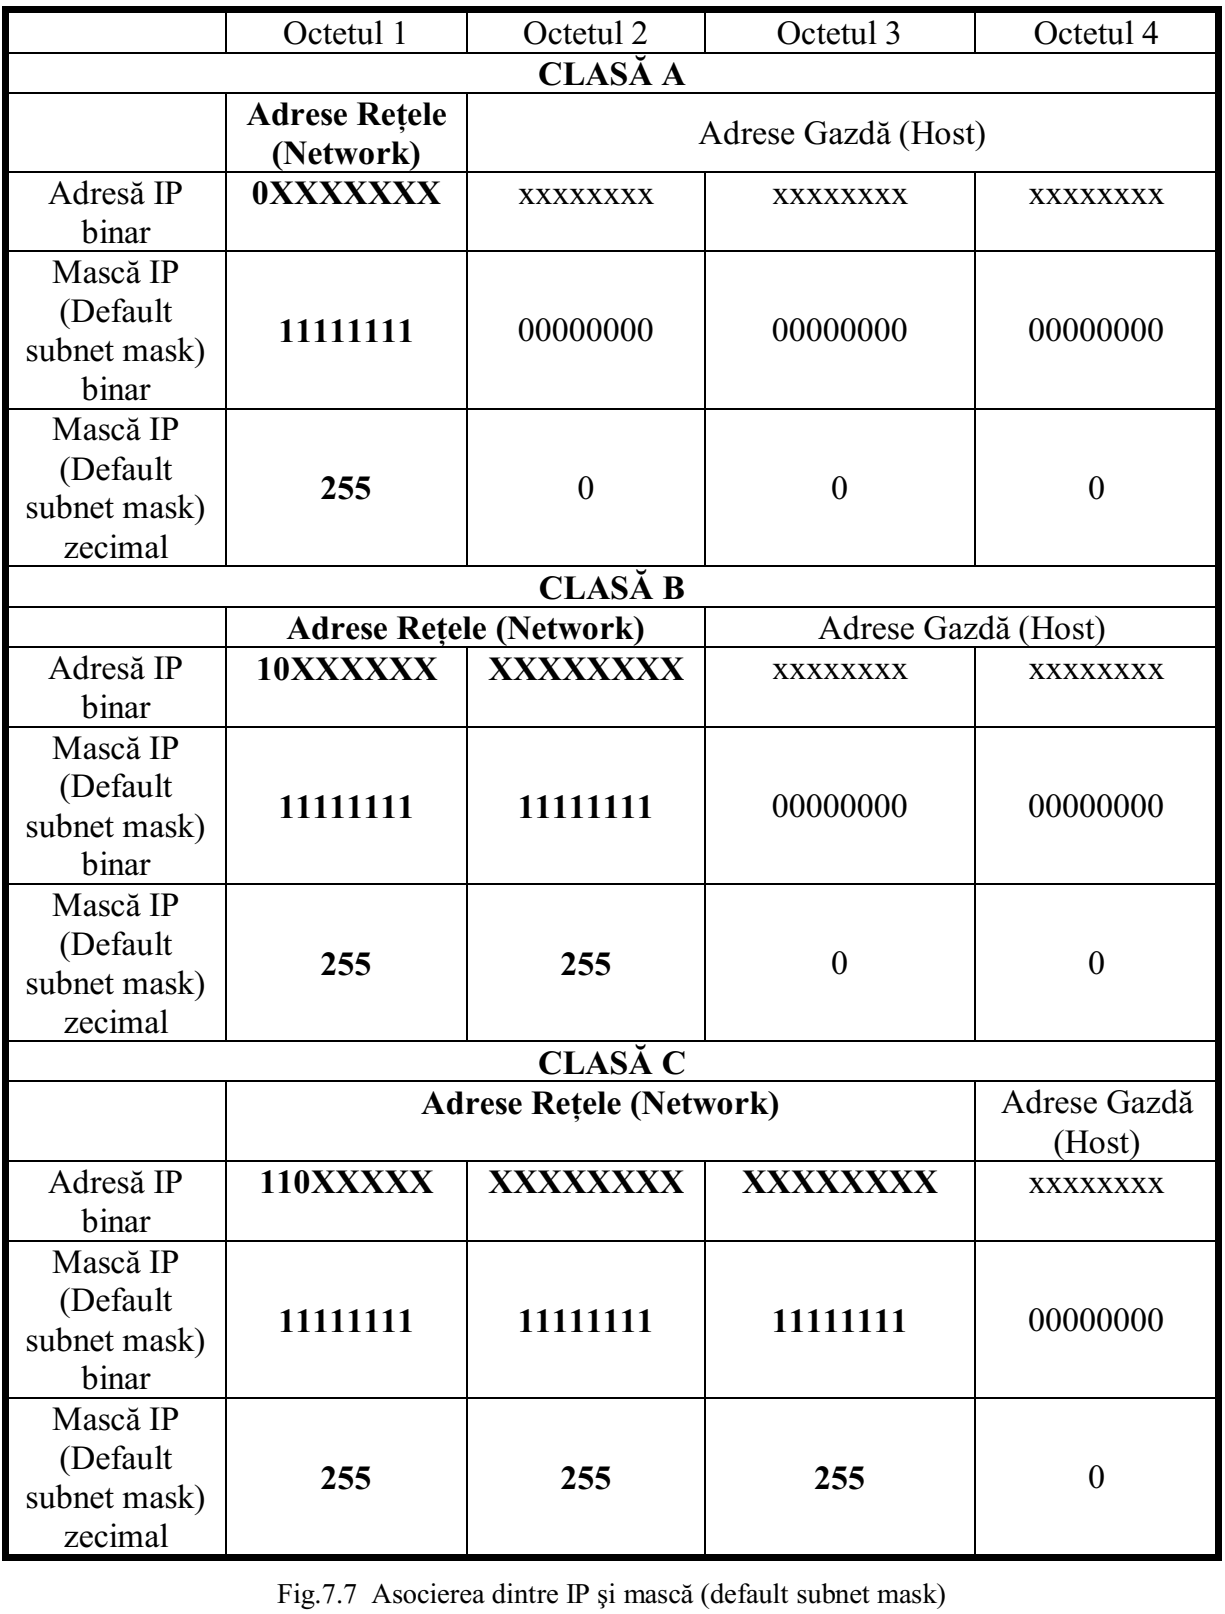 Octetul 1 Octetul 2 Octetul 3 Octetul 4
CLASĂ A
Adrese Rețele
(Network)
Adrese Gazdă (Host)
Adresă IP
binar
0XXXXXXX xxxxxxxx xxxxxxxx xxxxxxxx
Mască IP
(Default
subnet mask)
binar
11111111 00000000 00000000 00000000
Mască IP
(Default
subnet mask)
zecimal
255 0 0 0
CLASĂ B
Adrese Rețele (Network) Adrese Gazdă (Host)
Adresă IP
binar
10XXXXXX XXXXXXXX xxxxxxxx xxxxxxxx
Mască IP
(Default
subnet mask)
binar
11111111 11111111 00000000 00000000
Mască IP
(Default
subnet mask)
zecimal
255 255 0 0
CLASĂ C
Adrese Rețele (Network)
Adrese Gazdă
(Host)
Adresă IP
binar
110XXXXX XXXXXXXX XXXXXXXX xxxxxxxx
Mască IP
(Default
subnet mask)
binar
11111111 11111111 11111111 00000000
Mască IP
(Default
subnet mask)
zecimal
255 255 255 0
Fig.7.7 Asocierea dintre IP şi mască (default subnet mask)